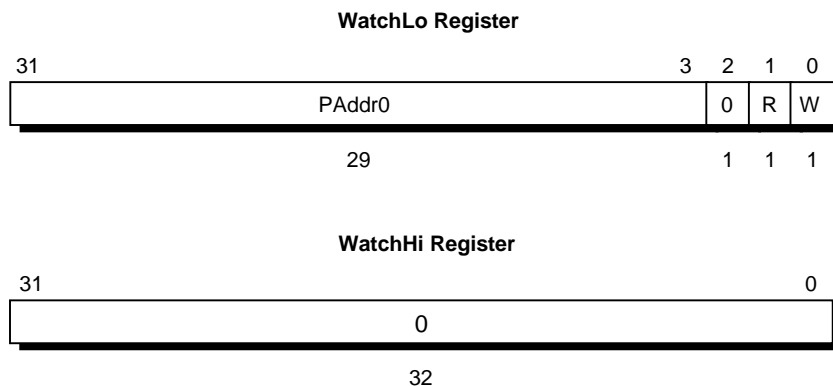 WatchLo Register
31 3 2 1 0
PAddr0 0 R W
29 1 1 1
WatchHi Register
31 0
0
32